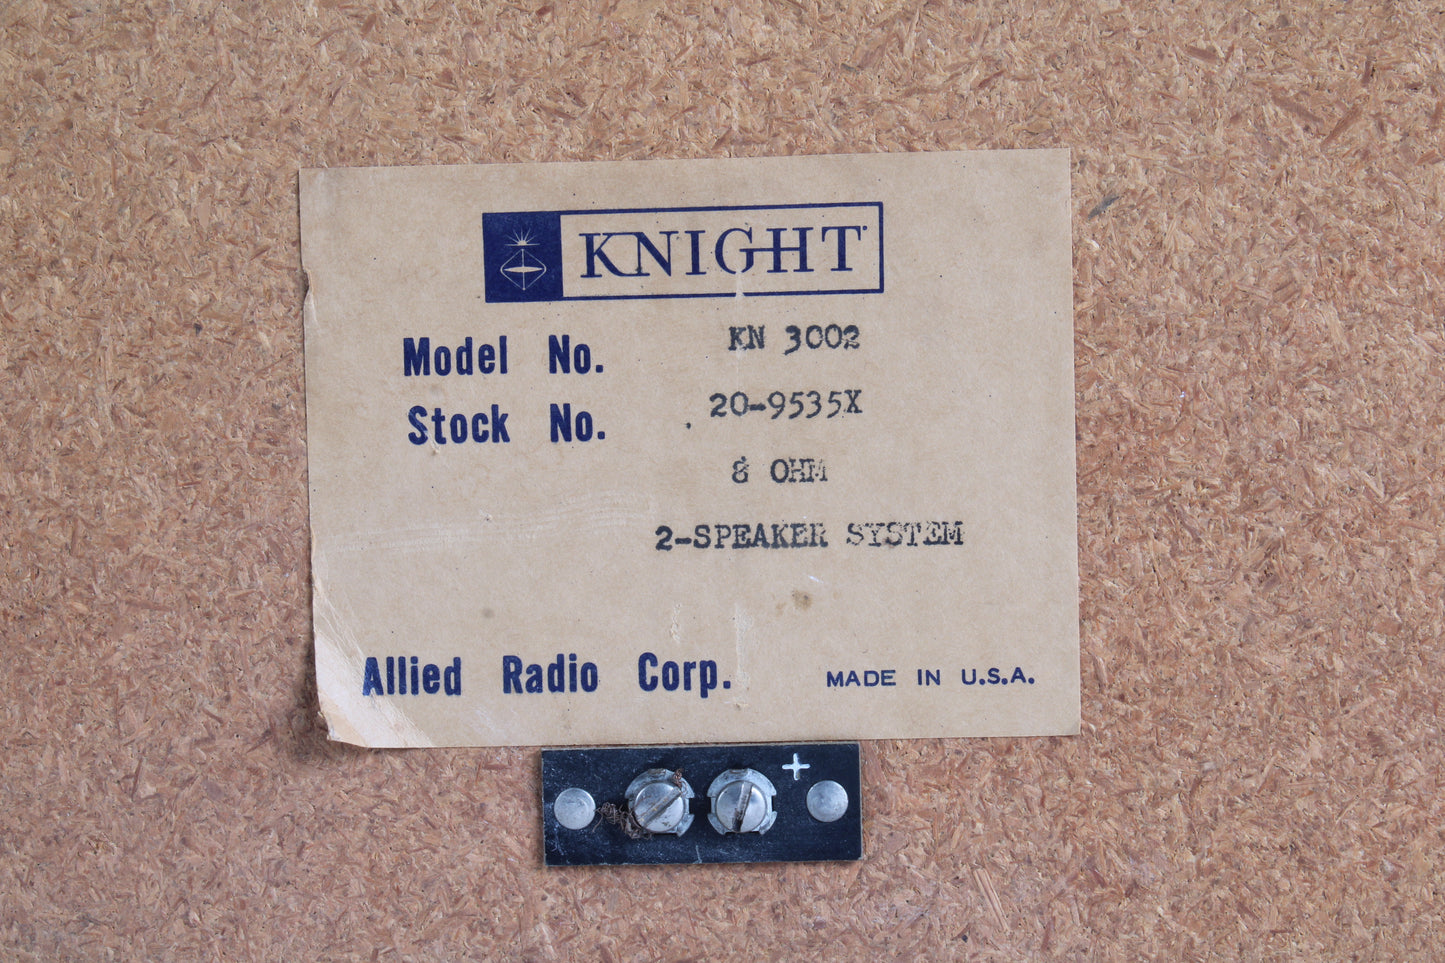 KNIGHT
Model No. KN 3002
Stock No. 20-9535X
8 OHM
2-SPEAKER SYSTEM
Allied Radio Corp. MADE IN U.S.A.
+